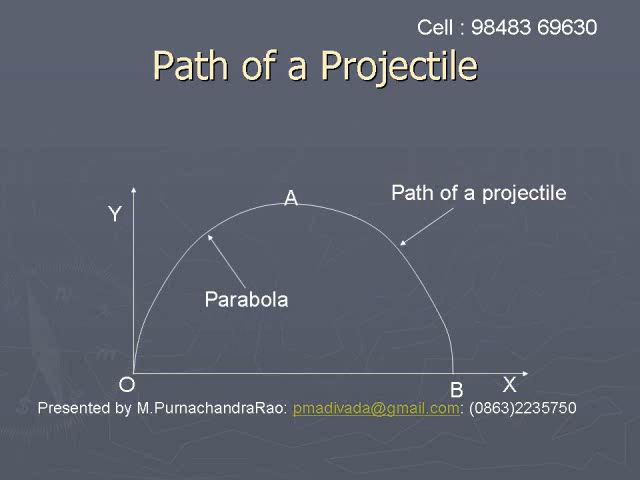 Cell : 98483 69630
Path of a Projectile
A
Path of a projectile
Y
Parabola
O
B
X
Presented by M.PurnachandraRao: pmadivada@gmail.com: (0863)2235750